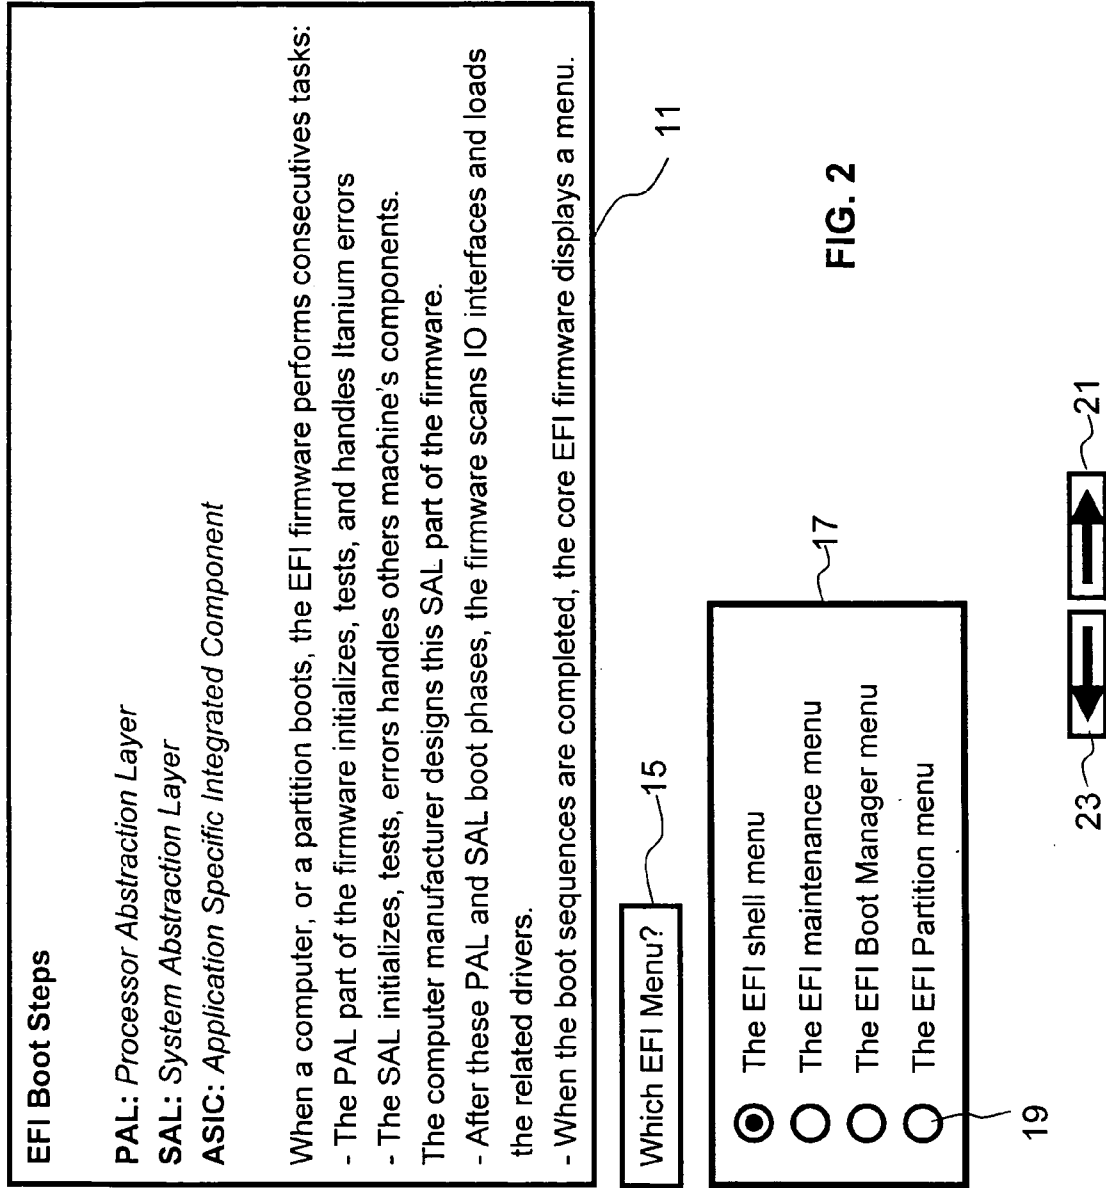 EFI Boot Steps
PAL: Processor Abstraction Layer
SAL: System Abstraction Layer
ASIC: Application Specific Integrated Component
When a computer, or a partition boots, the EFI firmware performs consecutives tasks:
- The PAL part of the firmware initializes, tests, and handles Itanium errors
- The SAL initializes, tests, errors handles others machine's components.
The computer manufacturer designs this SAL part of the firmware.
- After these PAL and SAL boot phases, the firmware scans IO interfaces and loads
the related drivers.
- When the boot sequences are completed, the core EFI firmware displays a menu.
11
Which EFI Menu?
15
The EFI shell menu
The EFI maintenance menu
The EFI Boot Manager menu
The EFI Partition menu
17
19
FIG. 2
23
21